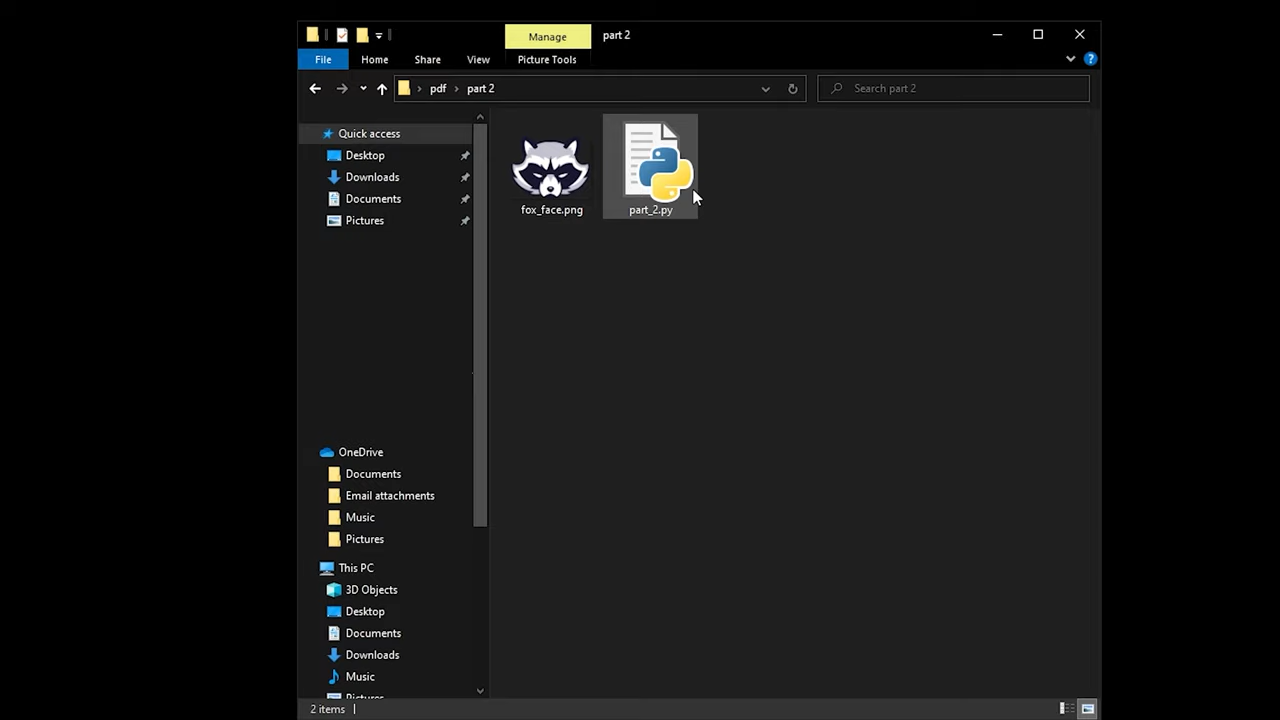 Manage
part 2
File
Home
Share
View
Picture Tools
pdf
part 2
Search part 2
Quick access
Desktop
Downloads
Documents
Pictures
OneDrive
Documents
Email attachments
Music
Pictures
This PC
3D Objects
Desktop
Documents
Downloads
Music
Pictures
fox_face.png
part_2.py
2 items